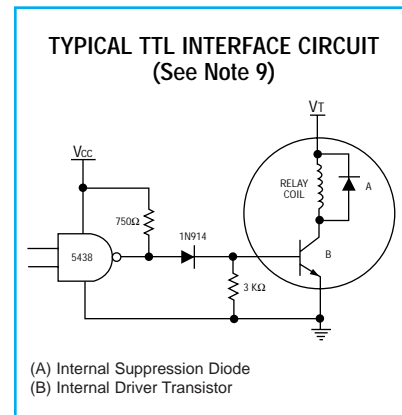 TYPICAL TTL INTERFACE CIRCUIT
(See Note 9)
VT
VCC
RELAY
COIL
A
750Ω
1N914
5438
B
3 KΩ
(A) Internal Suppression Diode
(B) Internal Driver Transistor